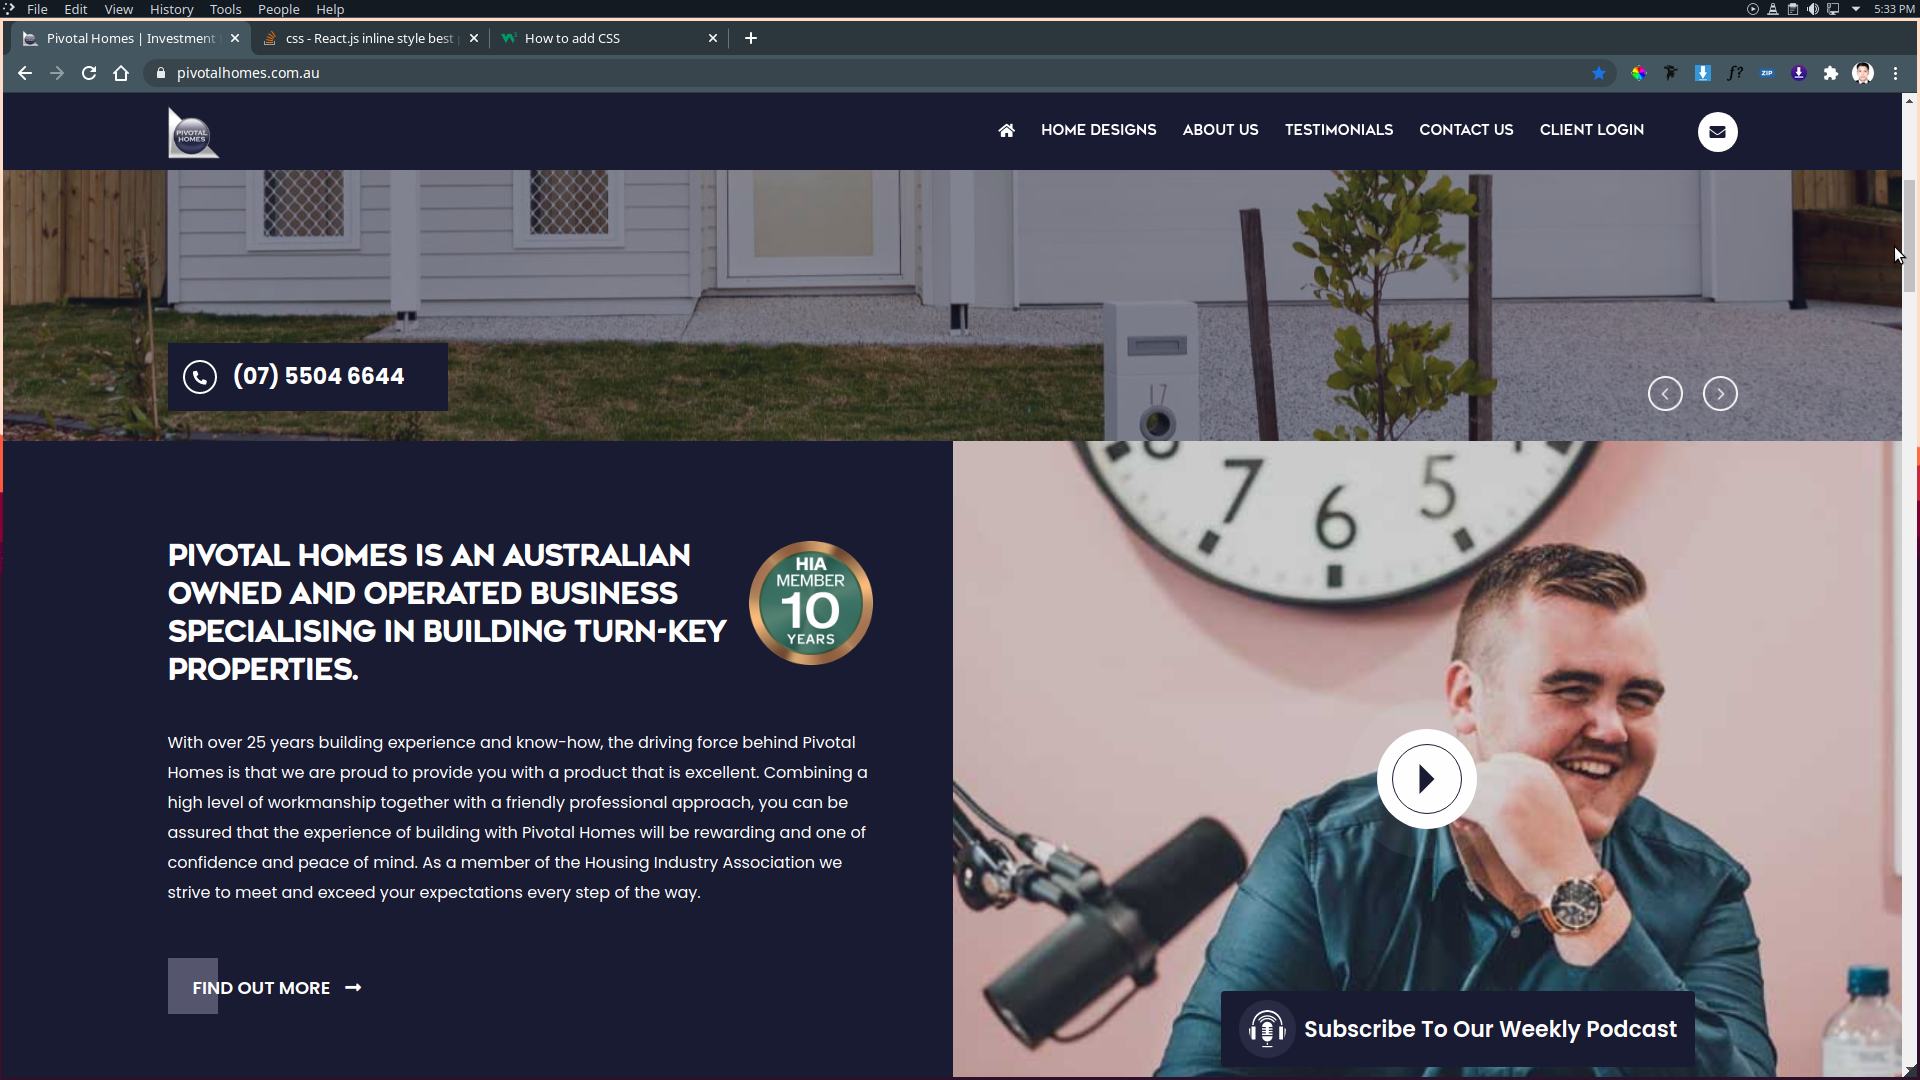 File Edit View History Tools People Help
5:33 PM
Pivotal Homes | Investment
css - React.js inline style best
How to add CSS
pivotalhomes.com.au
f?
ZIP
PIVOTAL
HOMES
HOME DESIGNS ABOUT US TESTIMONIALS CONTACT US CLIENT LOGIN
17
(07) 5504 6644
8 7 6 5
PIVOTAL HOMES IS AN AUSTRALIAN
OWNED AND OPERATED BUSINESS
SPECIALISING IN BUILDING TURN-KEY
PROPERTIES.
HIA
MEMBER
10
YEARS
With over 25 years building experience and know-how, the driving force behind Pivotal
Homes is that we are proud to provide you with a product that is excellent. Combining a
high level of workmanship together with a friendly professional approach, you can be
assured that the experience of building with Pivotal Homes will be rewarding and one of
confidence and peace of mind. As a member of the Housing Industry Association we
strive to meet and exceed your expectations every step of the way.
FIND OUT MORE
Subscribe To Our Weekly Podcast